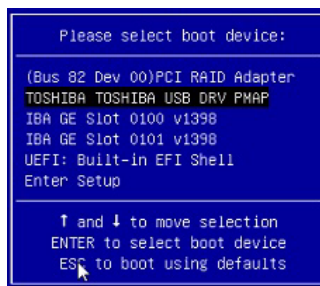 Please select boot device:
(Bus 82 Dev 00)PCI RAID Adapter
TOSHIBA TOSHIBA USB DRV PMAP
IBA GE Slot 0100 v1398
IBA GE Slot 0101 v1398
UEFI: Built-in EFI Shell
Enter Setup
↑ and ↓ to move selection
ENTER to select boot device
ESC to boot using defaults